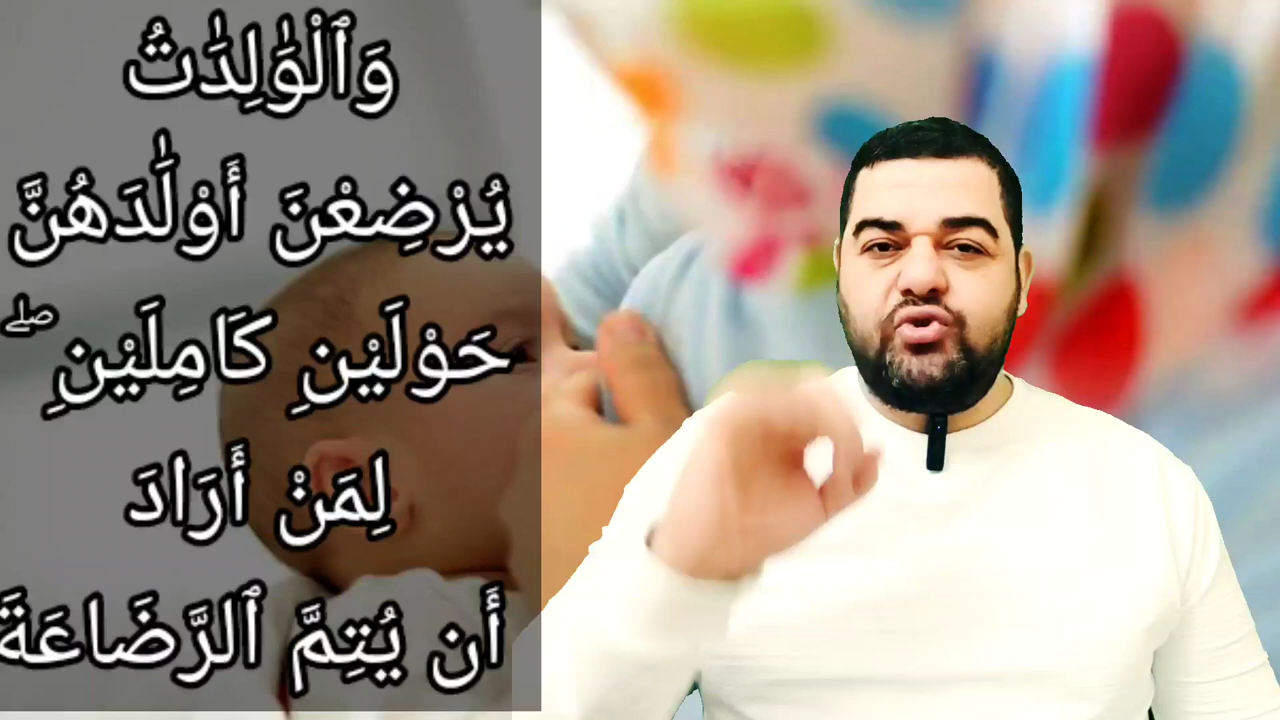 وَٱلْوَٰلِدَٰتُ
يُرْضِعْنَ أَوْلَٰدَهُنَّ
حَوْلَيْنِ كَامِلَيْنِ ۖ
لِمَنْ أَرَادَ
أَن يُتِمَّ ٱلرَّضَاعَةَ